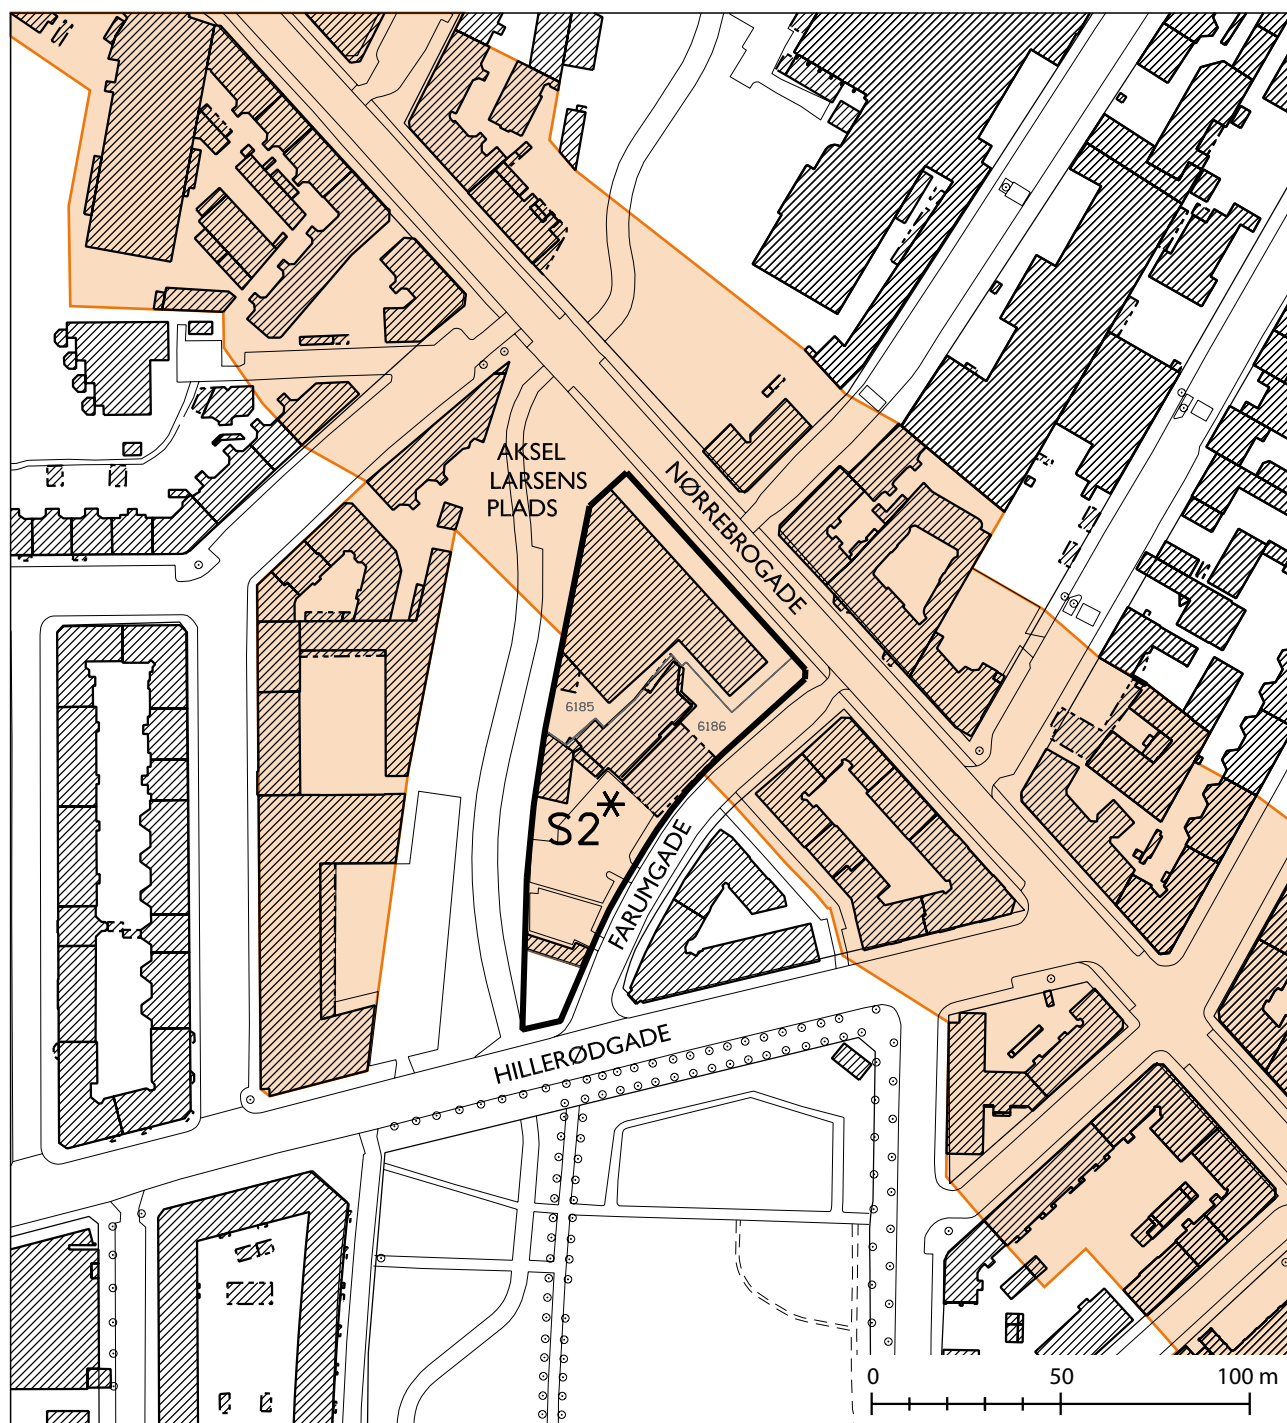 AKSEL
LARSENS
PLADS
NØRREBROGADE
6185
6186
S2*
FARUMGADE
HILLERØDGADE
0 50 100 m